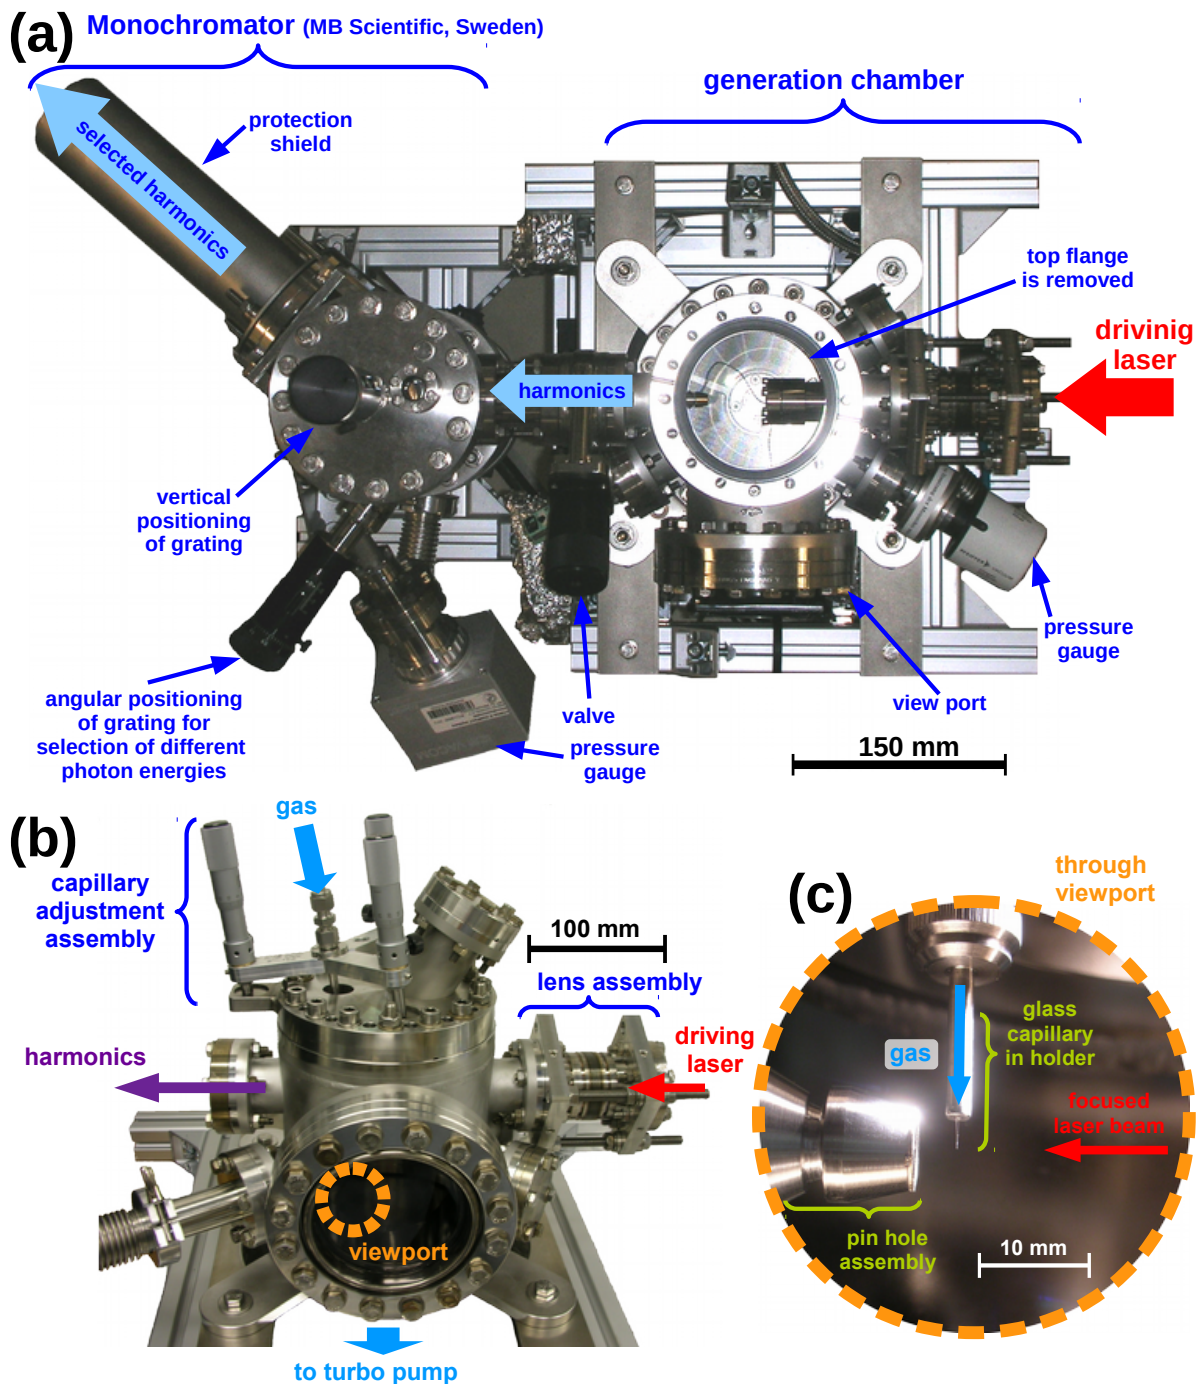 (a)
Monochromator (MB Scientific, Sweden)
generation chamber
protection
shield
selected harmonics
top flange
is removed
drivinig
laser
harmonics
vertical
positioning
of grating
angular positioning
of grating for
selection of different
photon energies
valve
pressure
gauge
view port
pressure
gauge
150 mm
(b)
gas
capillary
adjustment
assembly
100 mm
lens assembly
harmonics
driving
laser
viewport
to turbo pump
(c)
through
viewport
glass
capillary
in holder
gas
focused
laser beam
pin hole
assembly
10 mm